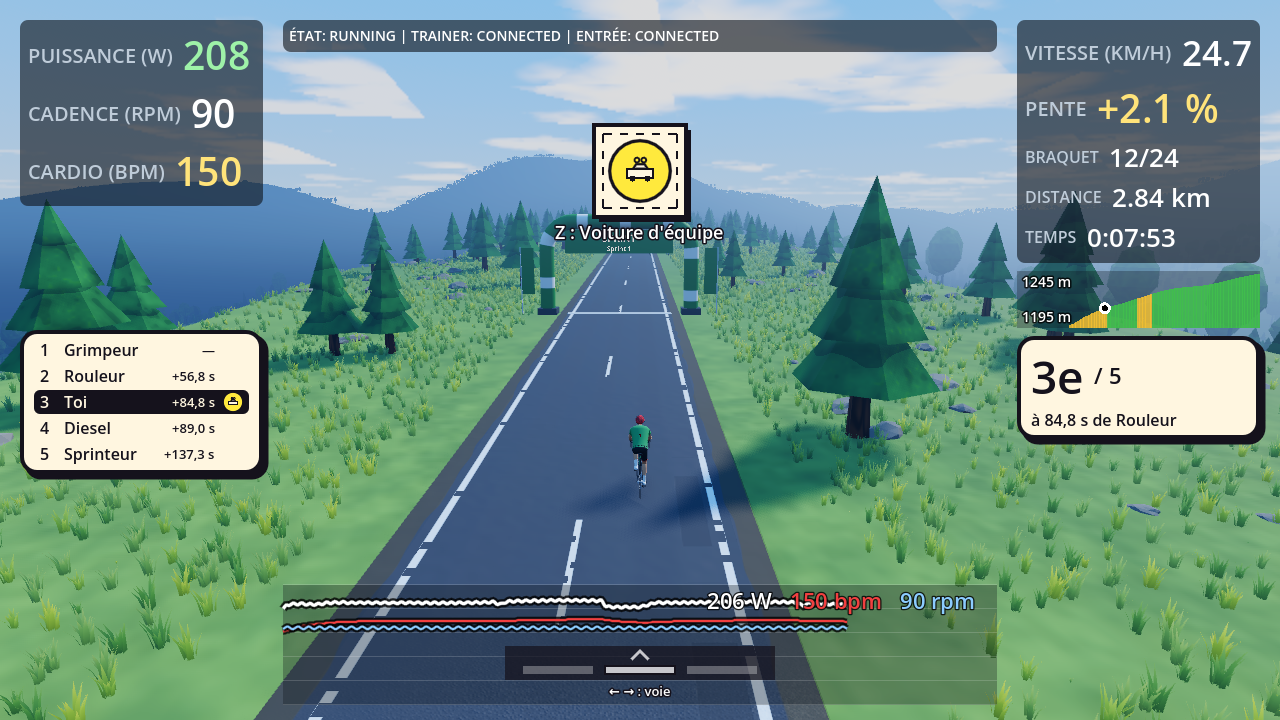 PUISSANCE (W) 208
CADENCE (RPM) 90
CARDIO (BPM) 150
ÉTAT: RUNNING | TRAINER: CONNECTED | ENTRÉE: CONNECTED
VITESSE (KM/H) 24.7
PENTE +2.1 %
BRAQUET 12/24
DISTANCE 2.84 km
TEMPS 0:07:53
Z : Voiture d'équipe
Sprint 1
1245 m
1195 m
1 Grimpeur —
2 Rouleur +56,8 s
3 Toi +84,8 s
4 Diesel +89,0 s
5 Sprinteur +137,3 s
3e / 5
à 84,8 s de Rouleur
206 W 150 bpm 90 rpm
← → : voie